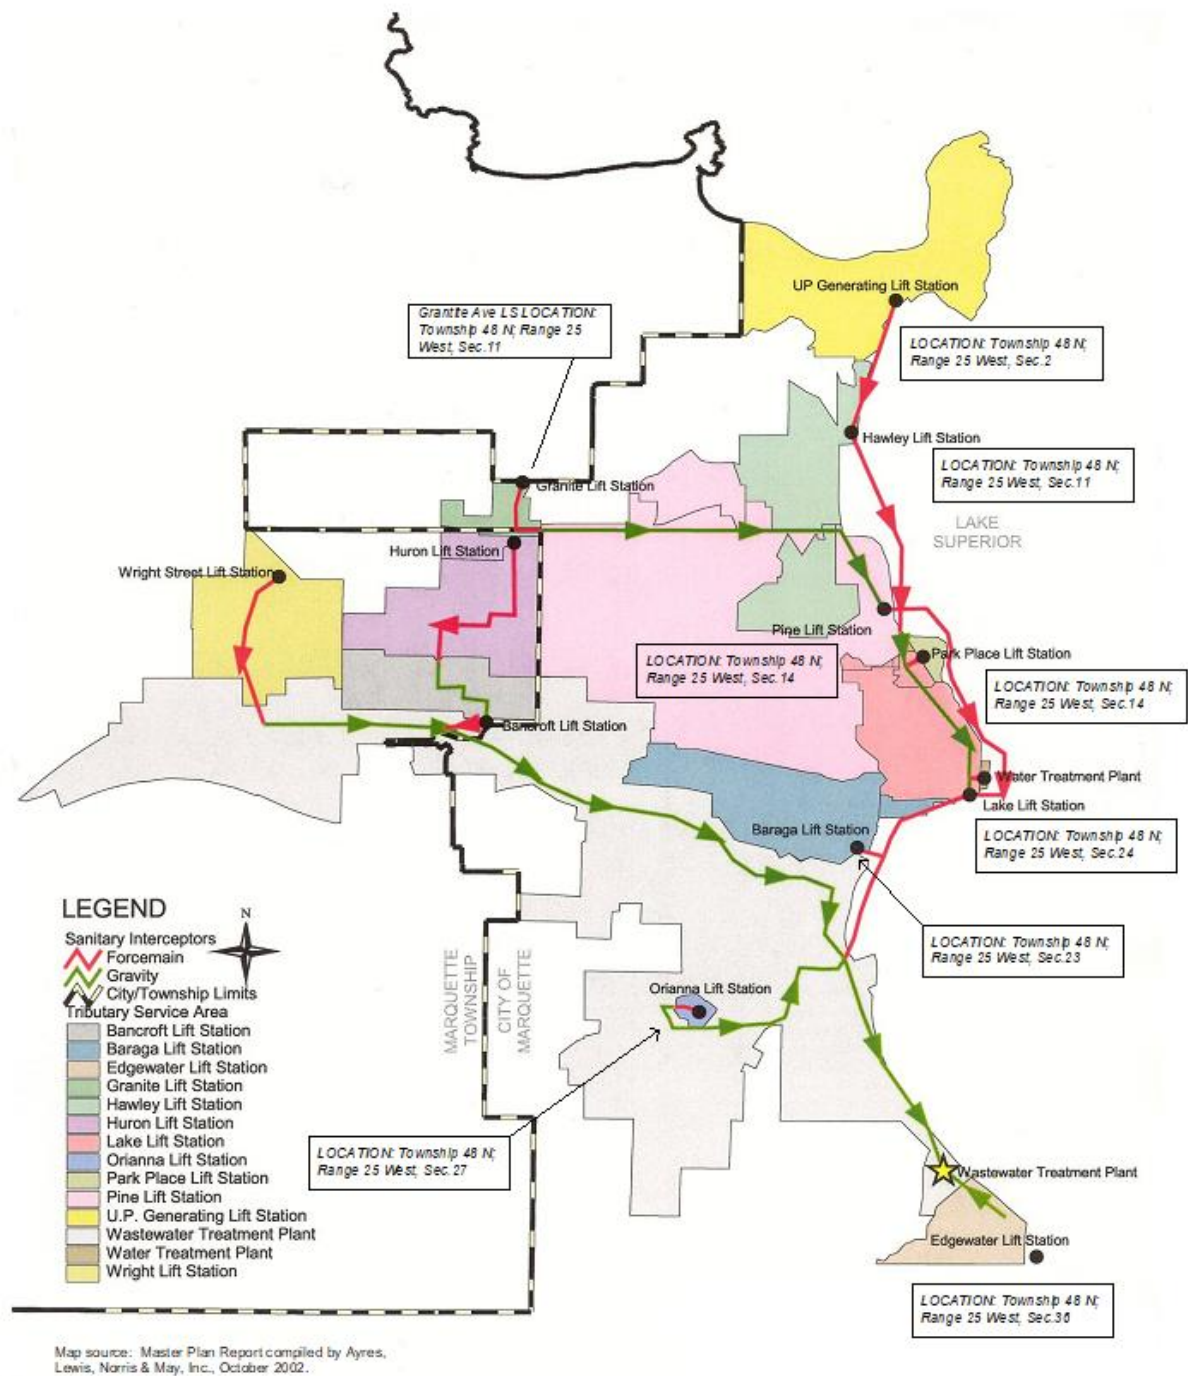 UP Generating Lift Station
Grantite Ave LS LOCATION:
Township 48 N; Range 25
West, Sec.11
LOCATION: Township 48 N;
Range 25 West, Sec.2
Hawley Lift Station
LOCATION: Township 48 N;
Range 25 West, Sec.11
Granite Lift Station
LAKE
SUPERIOR
Huron Lift Station
Wright Street Lift Station
Pine Lift Station
Park Place Lift Station
LOCATION: Township 48 N;
Range 25 West, Sec.14
LOCATION: Township 48 N;
Range 25 West, Sec.14
Bancroft Lift Station
Water Treatment Plant
Lake Lift Station
Baraga Lift Station
LOCATION: Township 48 N;
Range 25 West, Sec.24
LOCATION: Township 48 N;
Range 25 West, Sec.23
LEGEND
N
Sanitary Interceptors
Forcemain
Gravity
City/Township Limits
Tributary Service Area
Bancroft Lift Station
Baraga Lift Station
Edgewater Lift Station
Granite Lift Station
Hawley Lift Station
Huron Lift Station
Lake Lift Station
Orianna Lift Station
Park Place Lift Station
Pine Lift Station
U.P. Generating Lift Station
Wastewater Treatment Plant
Water Treatment Plant
Wright Lift Station
MARQUETTE
TOWNSHIP
CITY OF
MARQUETTE
Orianna Lift Station
LOCATION: Township 48 N;
Range 25 West, Sec.27
Wastewater Treatment Plant
Edgewater Lift Station
LOCATION: Township 48 N;
Range 25 West, Sec.36
Map source: Master Plan Report compiled by Ayres,
Lewis, Norris & May, Inc., October 2002.